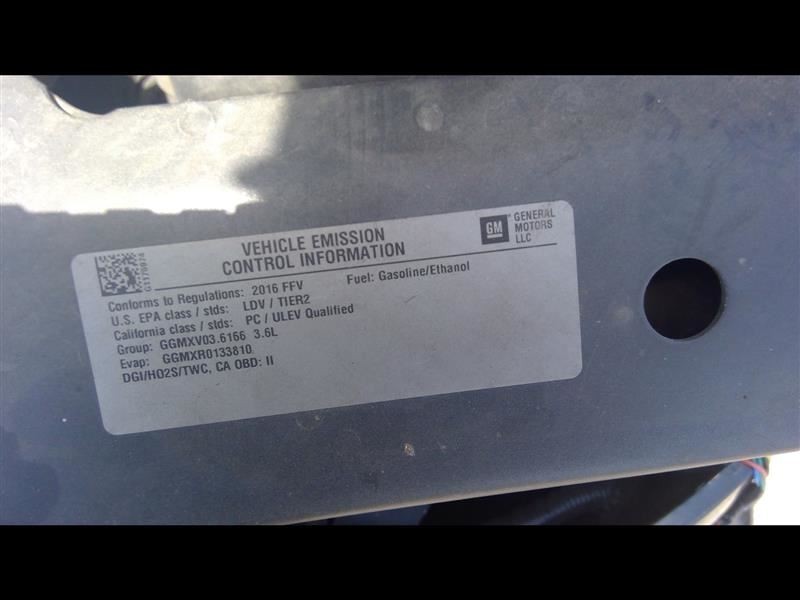 VEHICLE EMISSION
CONTROL INFORMATION
GM
GENERAL
MOTORS
LLC
Conforms to Regulations: 2016 FFV Fuel: Gasoline/Ethanol
U.S. EPA class / stds: LDV / TIER2
California class / stds: PC / ULEV Qualified
Group: GGMXV03.6166 3.6L
Evap: GGMXR0133810
DGI/HO2S/TWC, CA OBD: II